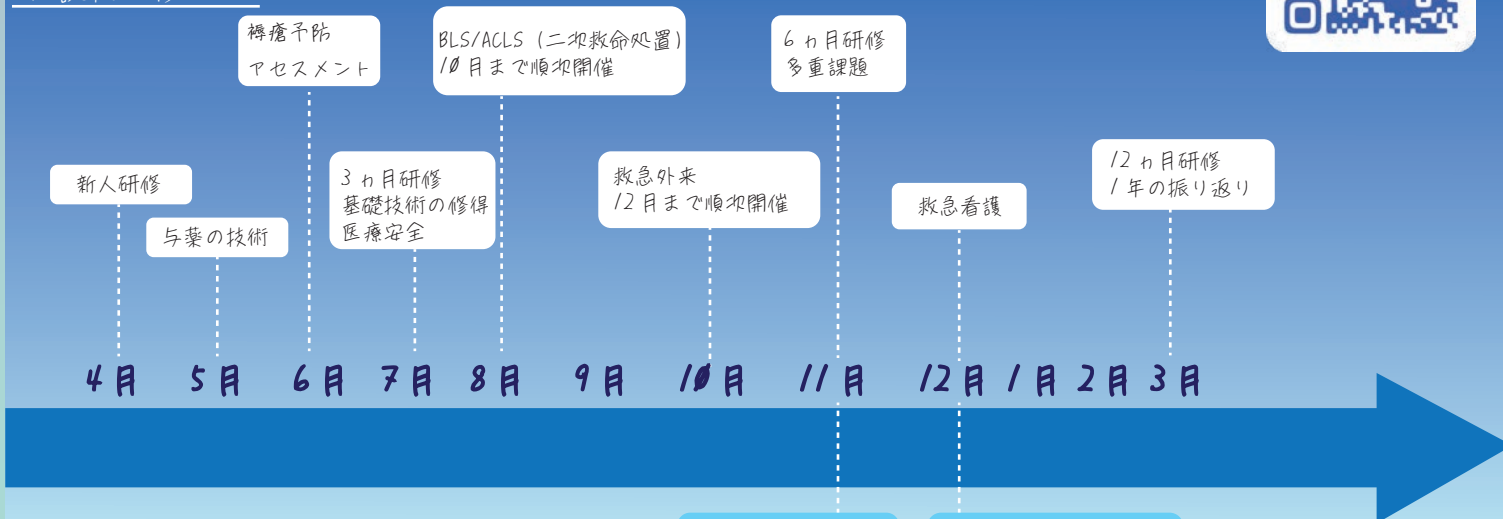 褥瘡予防
アセスメント
BLS/ACLS（二次救命処置）
10月まで順次開催
6ヵ月研修
多重課題
新人研修
与薬の技術
3ヵ月研修
基礎技術の修得
医療安全
救急外来
12月まで順次開催
救急看護
12ヵ月研修
1年の振り返り
4月 5月 6月 7月 8月 9月 10月 11月 12月 1月 2月 3月